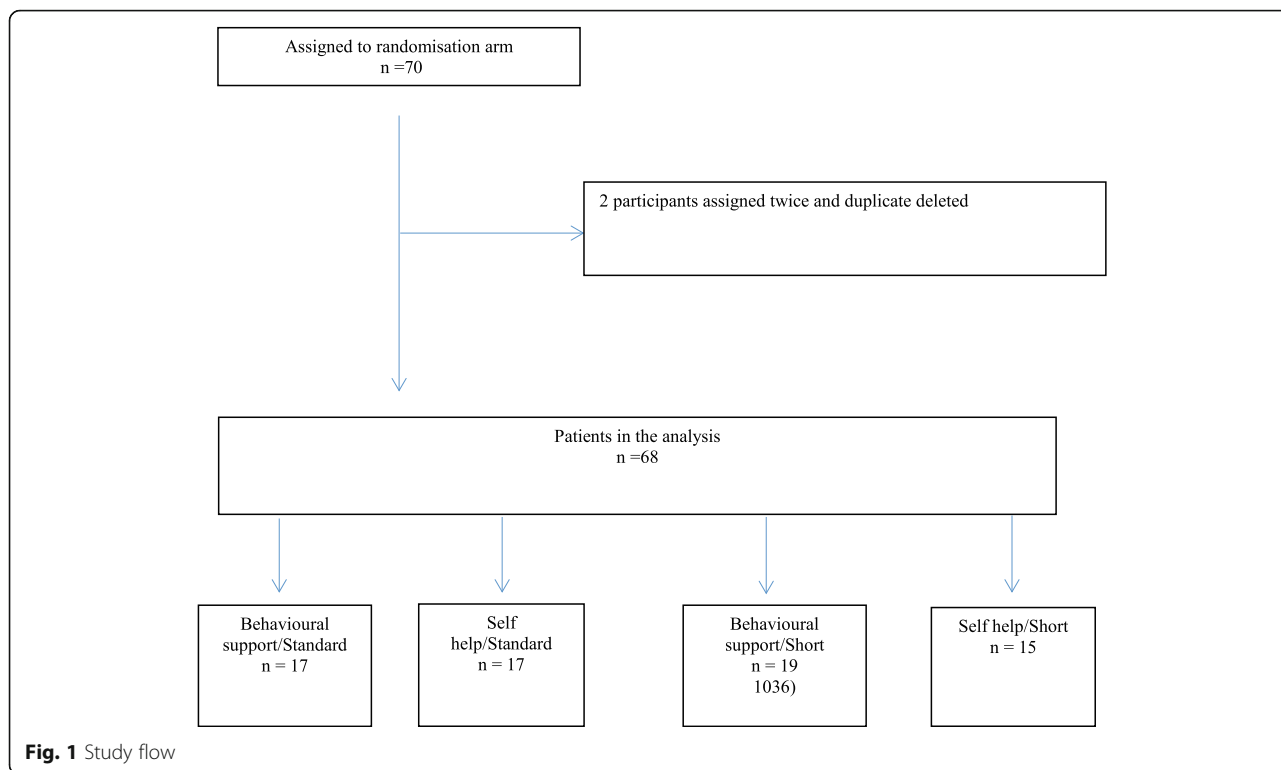 Assigned to randomisation arm
n =70
2 participants assigned twice and duplicate deleted
Patients in the analysis
n =68
Behavioural
support/Standard
n = 17
Self
help/Standard
n = 17
Behavioural
support/Short
n = 19
1036)
Self help/Short
n = 15
Fig. 1 Study flow